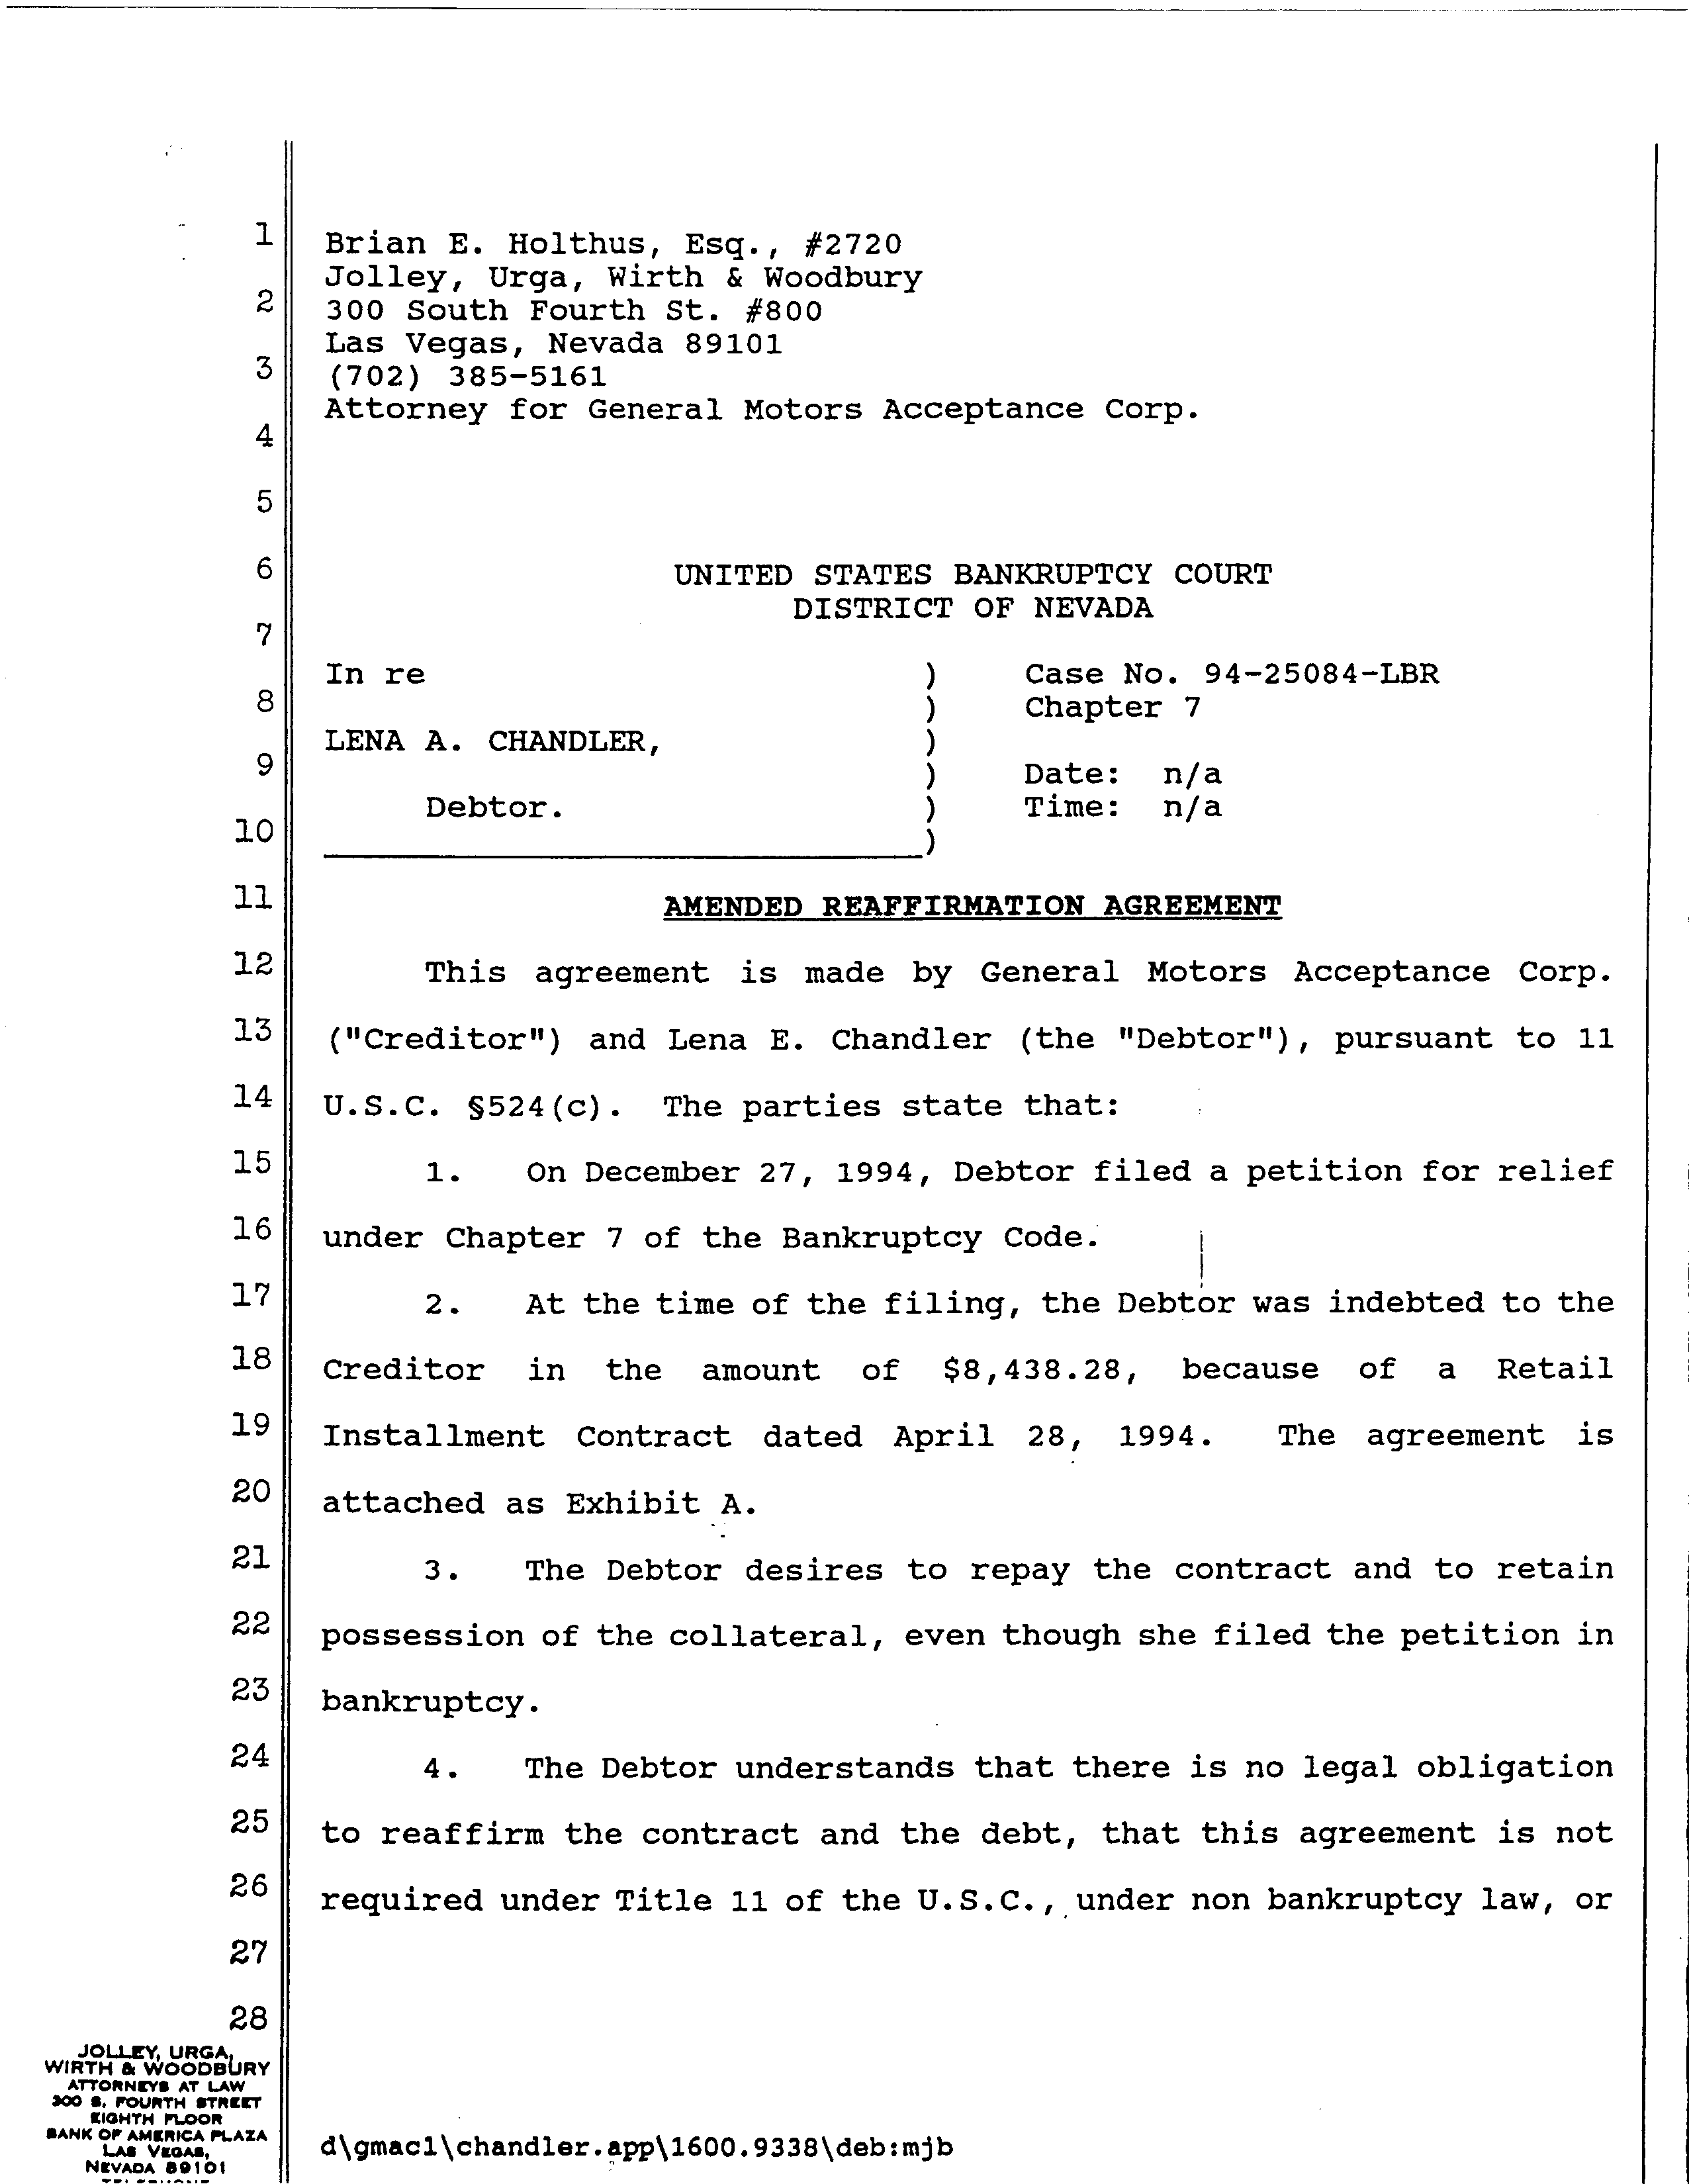 1 Brian E. Holthus, Esq., #2720
Jolley, Urga, Wirth & Woodbury
2 300 South Fourth St. #800
Las Vegas, Nevada 89101
3 (702) 385-5161
Attorney for General Motors Acceptance Corp.
4
5
6 UNITED STATES BANKRUPTCY COURT
DISTRICT OF NEVADA
7
In re ) Case No. 94-25084-LBR
8 ) Chapter 7
LENA A. CHANDLER, )
9 ) Date: n/a
Debtor. ) Time: n/a
10 )
11 AMENDED REAFFIRMATION AGREEMENT
12 This agreement is made by General Motors Acceptance Corp.
13 ("Creditor") and Lena E. Chandler (the "Debtor"), pursuant to 11
14 U.S.C. §524(c). The parties state that:
15 1. On December 27, 1994, Debtor filed a petition for relief
16 under Chapter 7 of the Bankruptcy Code.
17 2. At the time of the filing, the Debtor was indebted to the
18 Creditor in the amount of $8,438.28, because of a Retail
19 Installment Contract dated April 28, 1994. The agreement is
20 attached as Exhibit A.
21 3. The Debtor desires to repay the contract and to retain
22 possession of the collateral, even though she filed the petition in
23 bankruptcy.
24 4. The Debtor understands that there is no legal obligation
25 to reaffirm the contract and the debt, that this agreement is not
26 required under Title 11 of the U.S.C., under non bankruptcy law, or
27
28
JOLLEY, URGA,
WIRTH & WOODBURY
ATTORNEYS AT LAW
300 S. FOURTH STREET
EIGHTH FLOOR
BANK OF AMERICA PLAZA
LAS VEGAS,
NEVADA 89101
d\gmac1\chandler.app\1600.9338\deb:mjb